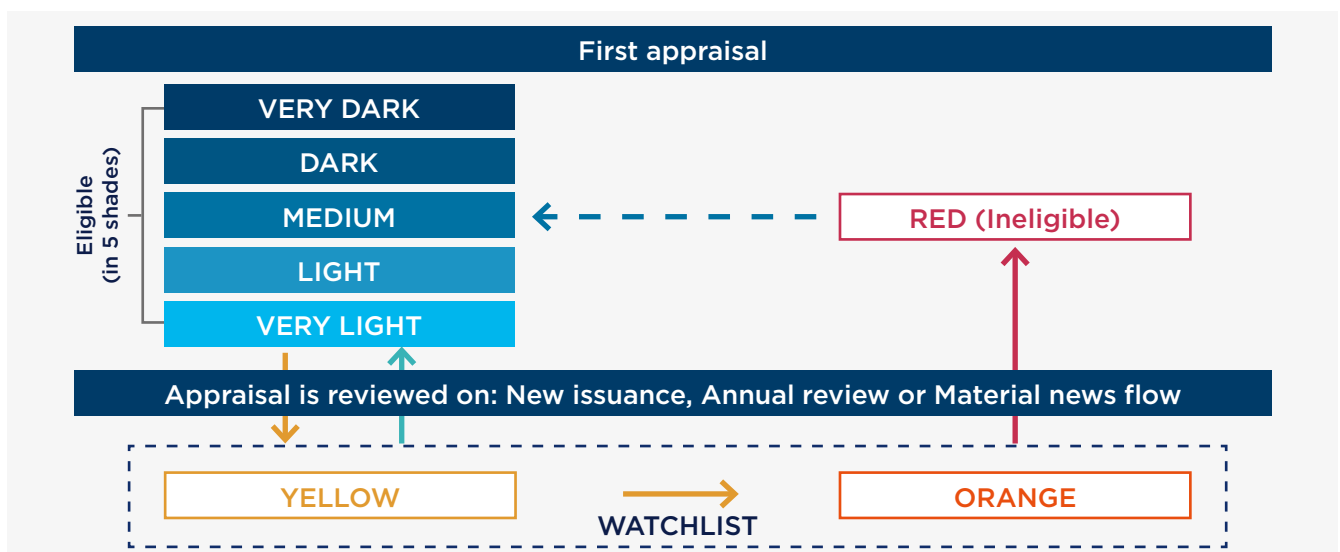 First appraisal
Eligible
(in 5 shades)
VERY DARK
DARK
MEDIUM
RED (Ineligible)
LIGHT
VERY LIGHT
Appraisal is reviewed on: New issuance, Annual review or Material news flow
YELLOW
WATCHLIST
ORANGE